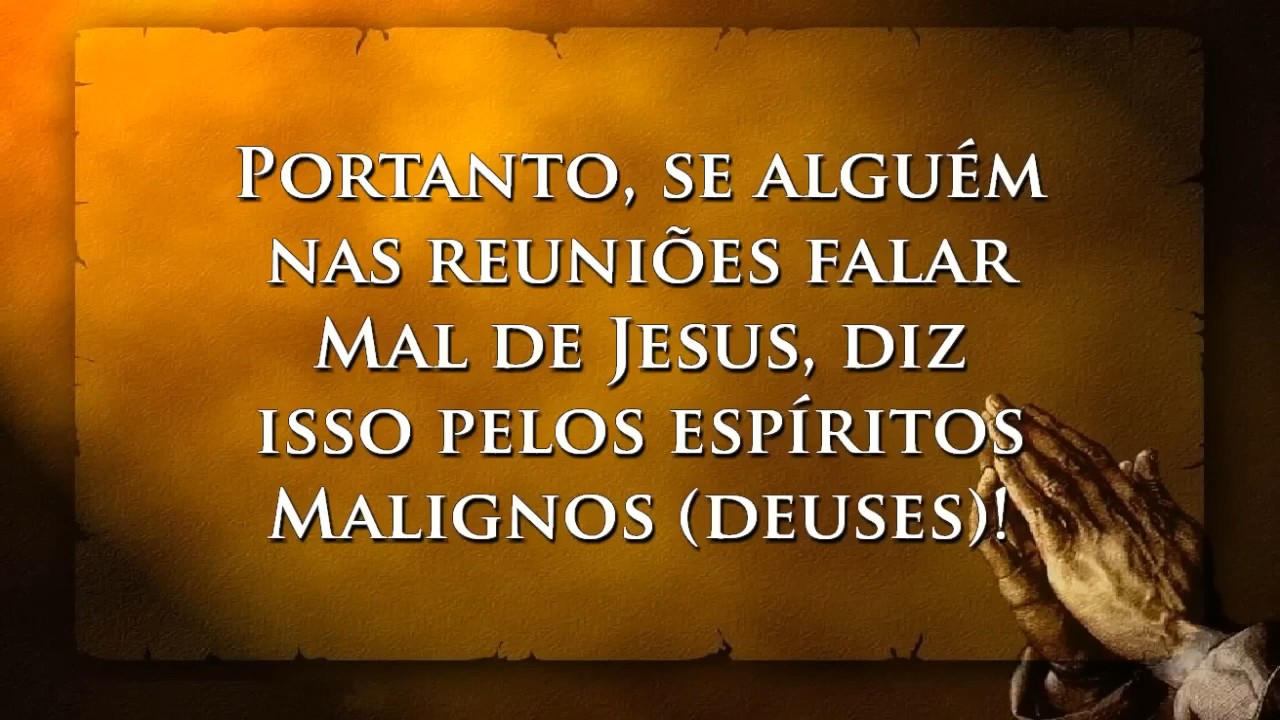 Portanto, se alguém
nas reuniões falar
Mal de Jesus, diz
isso pelos espíritos
Malignos (deuses)!